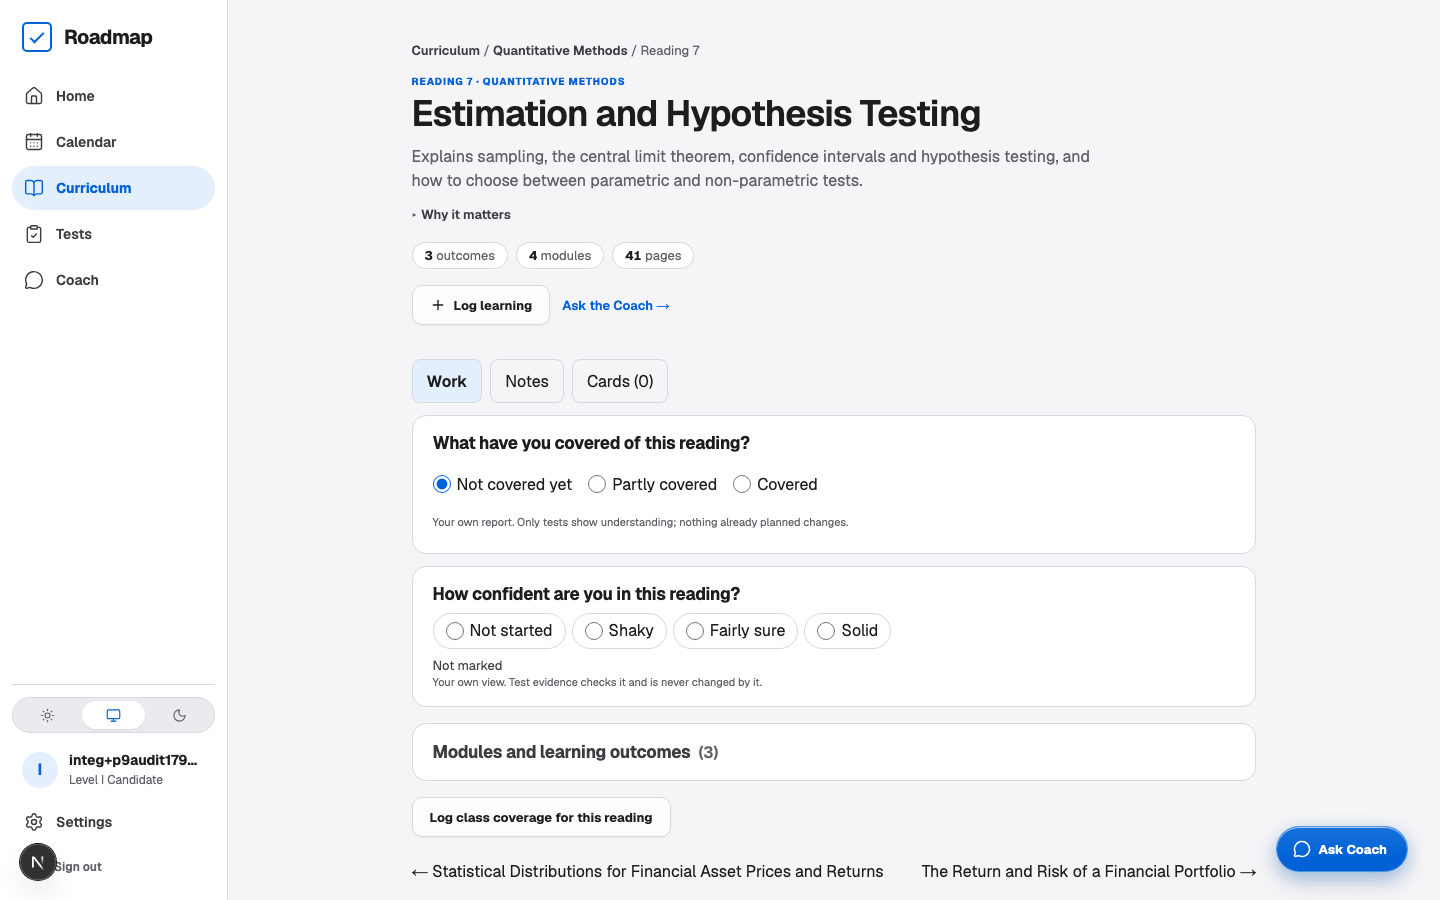 Roadmap
Home
Calendar
Curriculum
Tests
Coach
integ+p9audit179...
I
Level I Candidate
Settings
N
Sign out
Curriculum / Quantitative Methods / Reading 7
READING 7 · QUANTITATIVE METHODS
Estimation and Hypothesis Testing
Explains sampling, the central limit theorem, confidence intervals and hypothesis testing, and
how to choose between parametric and non-parametric tests.
Why it matters
3 outcomes 4 modules 41 pages
+ Log learning Ask the Coach →
Work Notes Cards (0)
What have you covered of this reading?
Not covered yet Partly covered Covered
Your own report. Only tests show understanding; nothing already planned changes.
How confident are you in this reading?
Not started Shaky Fairly sure Solid
Not marked
Your own view. Test evidence checks it and is never changed by it.
Modules and learning outcomes (3)
Log class coverage for this reading
← Statistical Distributions for Financial Asset Prices and Returns The Return and Risk of a Financial Portfolio →
Ask Coach